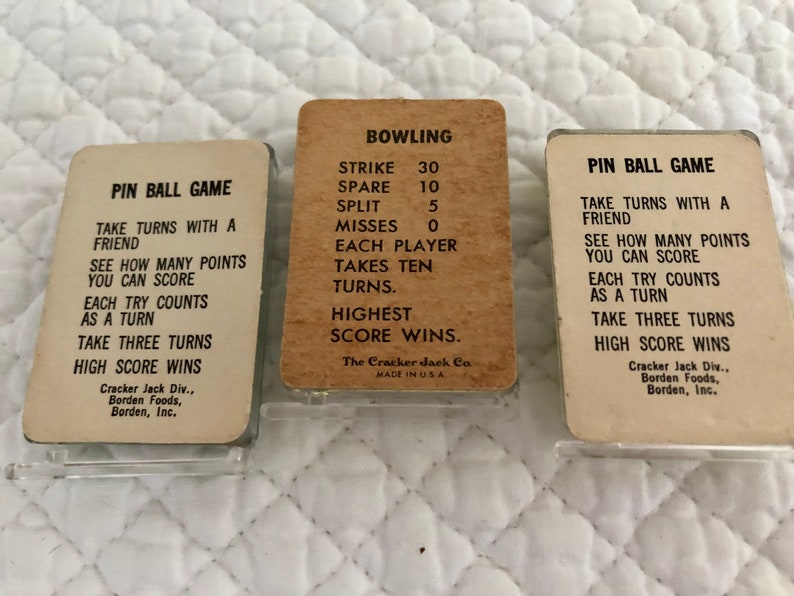 PIN BALL GAME
TAKE TURNS WITH A
FRIEND
SEE HOW MANY POINTS
YOU CAN SCORE
EACH TRY COUNTS
AS A TURN
TAKE THREE TURNS
HIGH SCORE WINS
Cracker Jack Div.,
Borden Foods,
Borden, Inc.
BOWLING
STRIKE 30
SPARE 10
SPLIT 5
MISSES 0
EACH PLAYER
TAKES TEN
TURNS.
HIGHEST
SCORE WINS.
The Cracker Jack Co.
MADE IN U.S.A
PIN BALL GAME
TAKE TURNS WITH A
FRIEND
SEE HOW MANY POINTS
YOU CAN SCORE
EACH TRY COUNTS
AS A TURN
TAKE THREE TURNS
HIGH SCORE WINS
Cracker Jack Div.,
Borden Foods,
Borden, Inc.